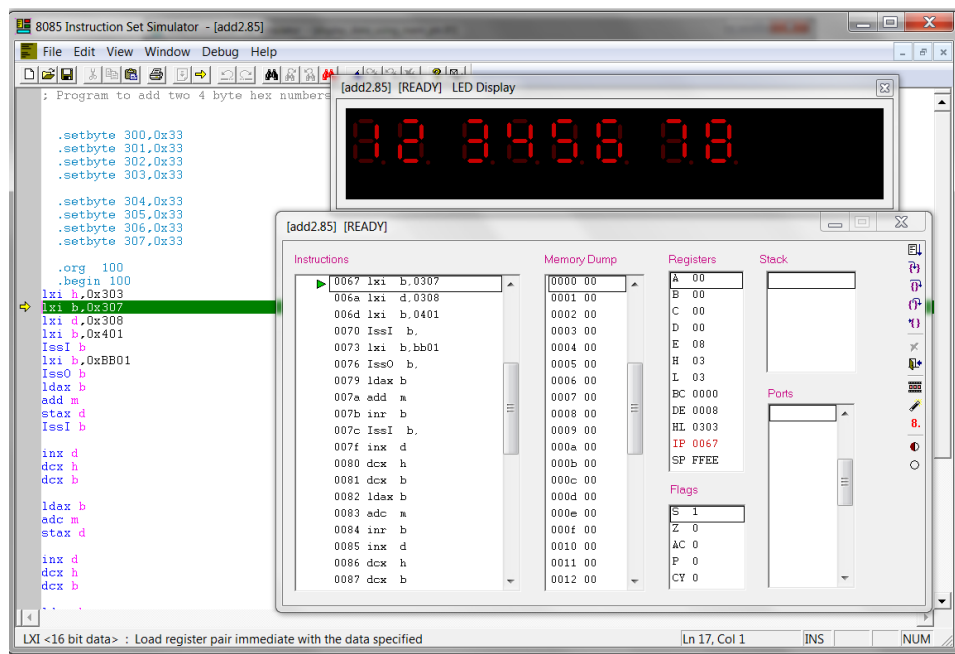 8085 Instruction Set Simulator - [add2.85]
File Edit View Window Debug Help
[add2.85] [READY] LED Display
12 3456 78
; Program to add two 4 byte hex numbers
.setbyte 300,0x33
.setbyte 301,0x33
.setbyte 302,0x33
.setbyte 303,0x33
.setbyte 304,0x33
.setbyte 305,0x33
.setbyte 306,0x33
.setbyte 307,0x33
.org 100
.begin 100
lxi h,0x303
lxi b,0x307
lxi d,0x308
lxi b,0x401
IssI b
lxi b,0xBB01
IssO b
ldax b
add m
stax d
IssI b
inx d
dcx h
dcx b
ldax b
adc m
stax d
inx d
dcx h
dcx b
[add2.85] [READY]
Instructions
0067 lxi b,0307
006a lxi d,0308
006d lxi b,0401
0070 IssI b,
0073 lxi b,bb01
0076 IssO b,
0079 ldax b
007a add m
007b inr b
007c IssI b,
007f inx d
0080 dcx h
0081 dcx b
0082 ldax b
0083 adc m
0084 inr b
0085 inx d
0086 dcx h
0087 dcx b
Memory Dump
0000 00
0001 00
0002 00
0003 00
0004 00
0005 00
0006 00
0007 00
0008 00
0009 00
000a 00
000b 00
000c 00
000d 00
000e 00
000f 00
0010 00
0011 00
0012 00
Registers
A 00
B 00
C 00
D 00
E 08
H 03
L 03
BC 0000
DE 0008
HL 0303
IP 0067
SP FFEE
Flags
S 1
Z 0
AC 0
P 0
CY 0
Stack
Ports
8.
LXI <16 bit data> : Load register pair immediate with the data specified
Ln 17, Col 1
INS
NUM